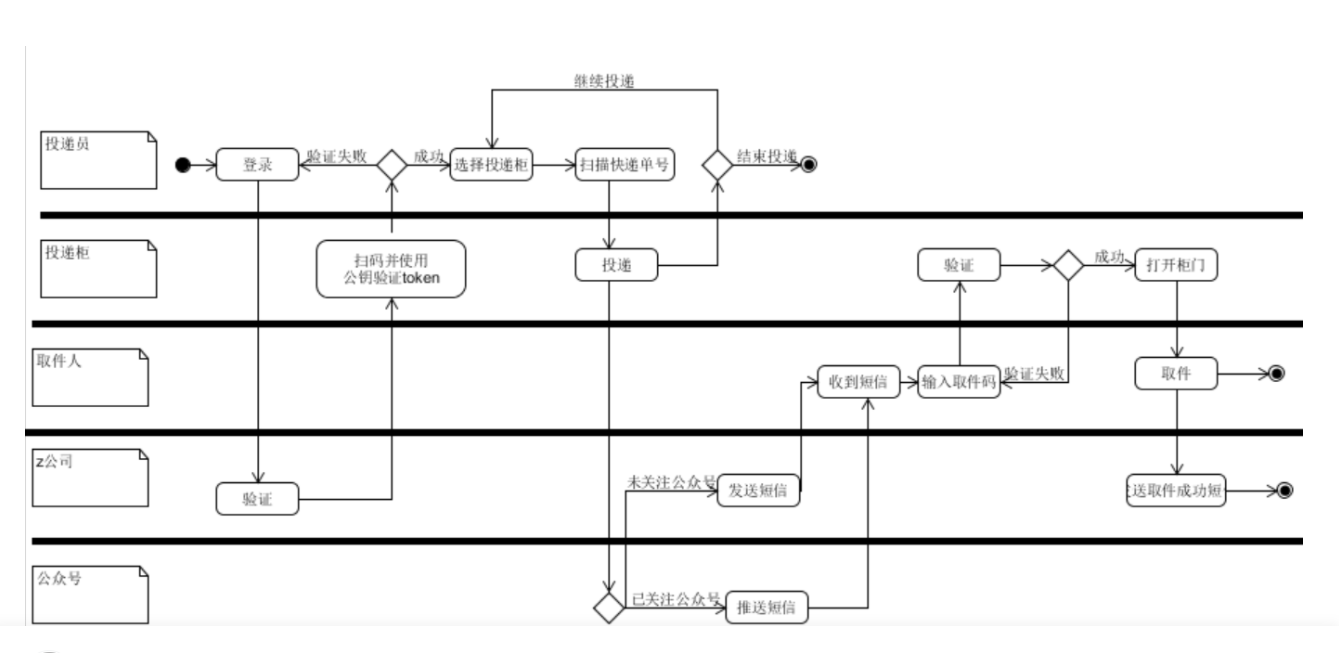 继续投递
投递员
登录
验证失败
成功
选择投递柜
扫描快递单号
结束投递
投递柜
扫码并使用
公钥验证token
投递
验证
成功
打开柜门
取件人
收到短信
输入取件码
验证失败
取件
z公司
验证
未关注公众号
发送短信
送取件成功短
公众号
已关注公众号
推送短信